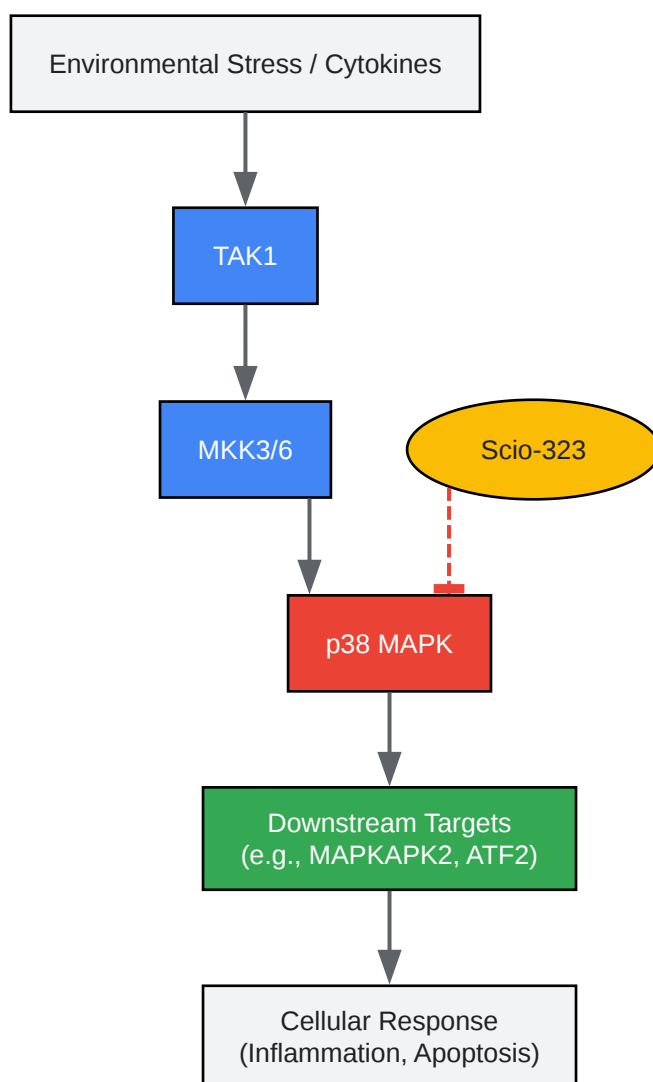 Environmental Stress / Cytokines
TAK1
MKK3/6
Scio-323
p38 MAPK
Downstream Targets
(e.g., MAPKAPK2, ATF2)
Cellular Response
(Inflammation, Apoptosis)